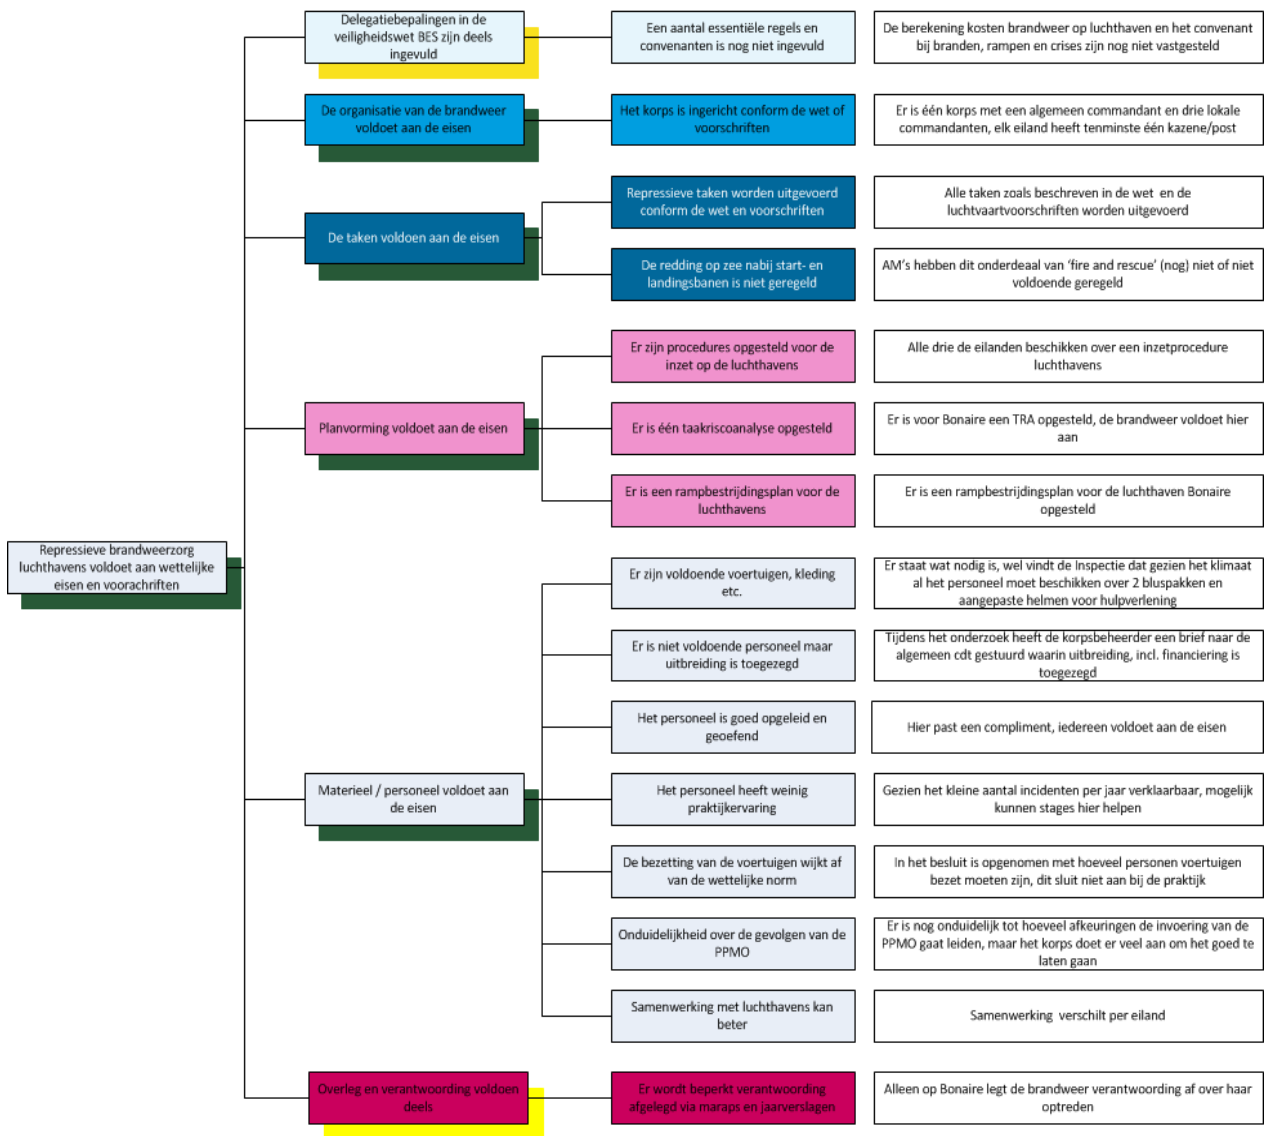 Delegatiebepalingen in de
veiligheidswet BES zijn deels
ingevuld
Een aantal essentiële regels en
convenanten is nog niet ingevuld
De berekening kosten brandweer op luchthaven en het convenant
bij branden, rampen en crises zijn nog niet vastgesteld
De organisatie van de brandweer
voldoet aan de eisen
Het korps is ingericht conform de wet of
voorschriften
Er is één korps met een algemeen commandant en drie lokale
commandanten, elk eiland heeft tenminste één kazene/post
De taken voldoen aan de eisen
Repressieve taken worden uitgevoerd
conform de wet en voorschriften
Alle taken zoals beschreven in de wet en de
luchtvaartvoorschriften worden uitgevoerd
De redding op zee nabij start- en
landingsbanen is niet geregeld
AM's hebben dit onderdeaal van 'fire and rescue' (nog) niet of niet
voldoende geregeld
Planvorming voldoet aan de eisen
Er zijn procedures opgesteld voor de
inzet op de luchthavens
Alle drie de eilanden beschikken over een inzetprocedure
luchthavens
Er is één taakriscoanalyse opgesteld
Er is voor Bonaire een TRA opgesteld, de brandweer voldoet hier
aan
Er is een rampbestrijdingsplan voor de
luchthavens
Er is een rampbestrijdingsplan voor de luchthaven Bonaire
opgesteld
Repressieve brandweerzorg
luchthavens voldoet aan wettelijke
eisen en voorachriften
Materieel / personeel voldoet aan
de eisen
Er zijn voldoende voertuigen, kleding
etc.
Er staat wat nodig is, wel vindt de Inspectie dat gezien het klimaat
al het personeel moet beschikken over 2 bluspakken en
aangepaste helmen voor hulpverlening
Er is niet voldoende personeel maar
uitbreiding is toegezegd
Tijdens het onderzoek heeft de korpsbeheerder een brief naar de
algemeen cdt gestuurd waarin uitbreiding, incl. financiering is
toegezegd
Het personeel is goed opgeleid en
geoefend
Hier past een compliment, iedereen voldoet aan de eisen
Het personeel heeft weinig
praktijkervaring
Gezien het kleine aantal incidenten per jaar verklaarbaar, mogelijk
kunnen stages hier helpen
De bezetting van de voertuigen wijkt af
van de wettelijke norm
In het besluit is opgenomen met hoeveel personen voertuigen
bezet moeten zijn, dit sluit niet aan bij de praktijk
Onduidelijkheid over de gevolgen van de
PPMO
Er is nog onduidelijk tot hoeveel afkeuringen de invoering van de
PPMO gaat leiden, maar het korps doet er veel aan om het goed te
laten gaan
Samenwerking met luchthavens kan
beter
Samenwerking verschilt per eiland
Overleg en verantwoording voldoen
deels
Er wordt beperkt verantwoording
afgelegd via maraps en jaarverslagen
Alleen op Bonaire legt de brandweer verantwoording af over haar
optreden